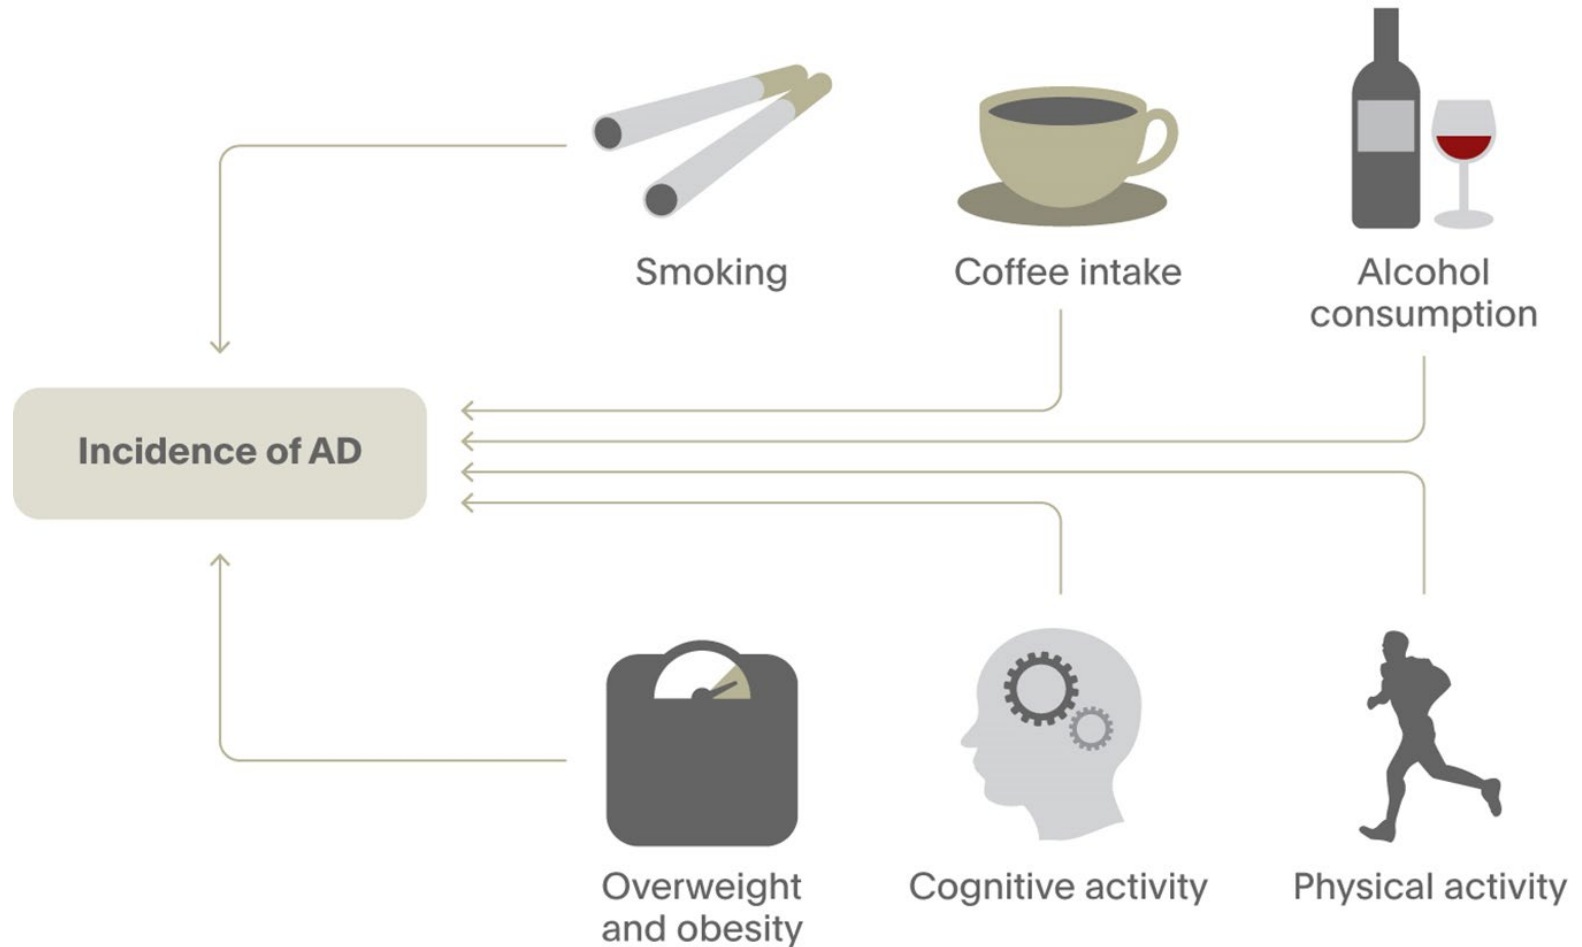 Smoking
Coffee intake
Alcohol
consumption
Incidence of AD
Overweight
and obesity
Cognitive activity
Physical activity